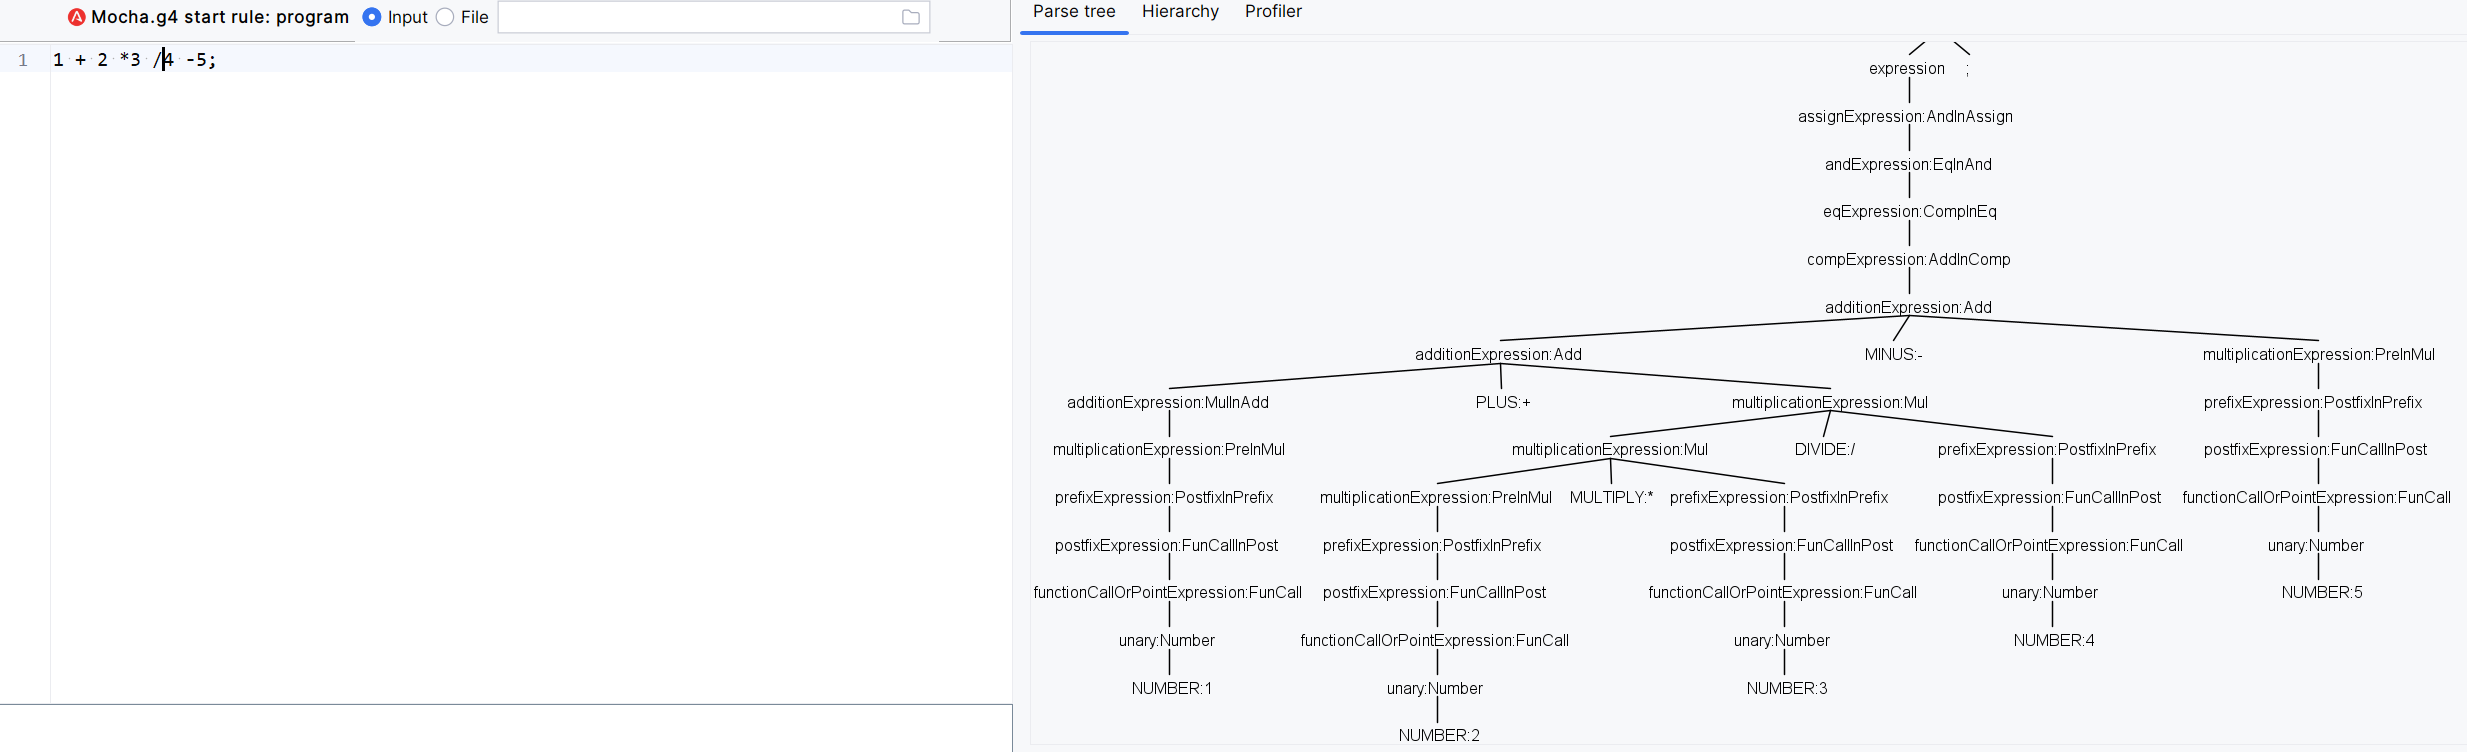 Mocha.g4 start rule: program Input File
1 1 + 2 *3 /4 -5;
Parse tree Hierarchy Profiler
expression ;
assignExpression:AndInAssign
andExpression:EqInAnd
eqExpression:CompInEq
compExpression:AddInComp
additionExpression:Add
additionExpression:Add MINUS:- multiplicationExpression:PreInMul
additionExpression:MulInAdd PLUS:+ multiplicationExpression:Mul prefixExpression:PostfixInPrefix
multiplicationExpression:PreInMul multiplicationExpression:Mul DIVIDE:/ prefixExpression:PostfixInPrefix postfixExpression:FunCallInPost
prefixExpression:PostfixInPrefix multiplicationExpression:PreInMul MULTIPLY:* prefixExpression:PostfixInPrefix postfixExpression:FunCallInPost functionCallOrPointExpression:FunCall
postfixExpression:FunCallInPost prefixExpression:PostfixInPrefix postfixExpression:FunCallInPost functionCallOrPointExpression:FunCall unary:Number
functionCallOrPointExpression:FunCall postfixExpression:FunCallInPost functionCallOrPointExpression:FunCall unary:Number NUMBER:5
unary:Number functionCallOrPointExpression:FunCall unary:Number NUMBER:4
NUMBER:1 unary:Number NUMBER:3
NUMBER:2